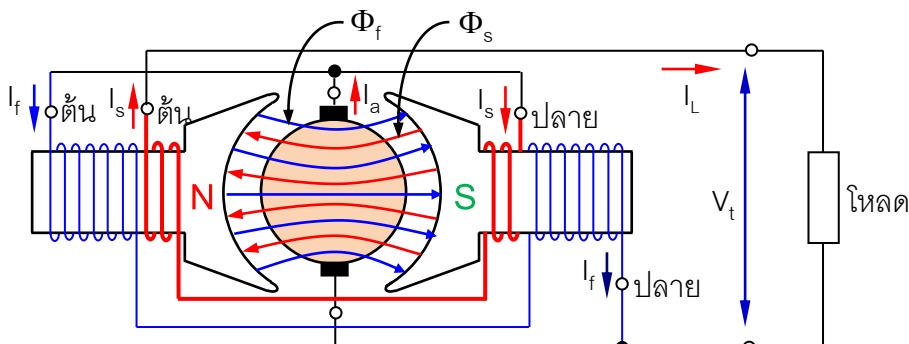 Φf Φs
If ต้น Is ต้น Ia Is ปลาย IL
N S Vt โหลด
If ปลาย